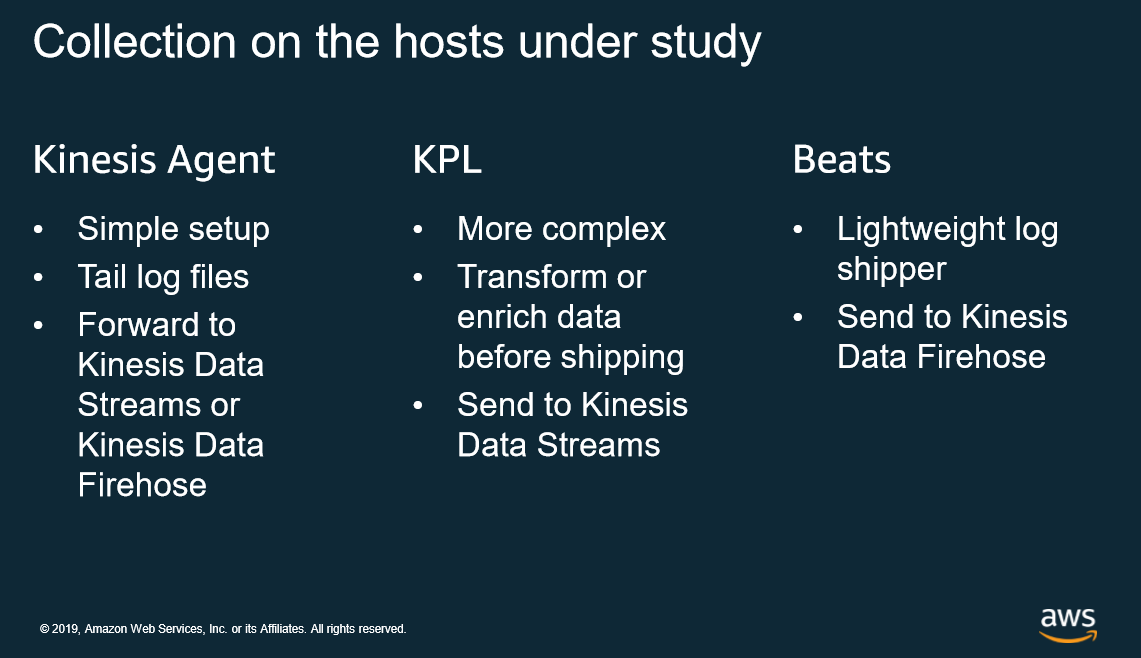 Collection on the hosts under study
Kinesis Agent
• Simple setup
• Tail log files
• Forward to
Kinesis Data
Streams or
Kinesis Data
Firehose
KPL
• More complex
• Transform or
enrich data
before shipping
• Send to Kinesis
Data Streams
Beats
• Lightweight log
shipper
• Send to Kinesis
Data Firehose
© 2019, Amazon Web Services, Inc. or its Affiliates. All rights reserved.
aws